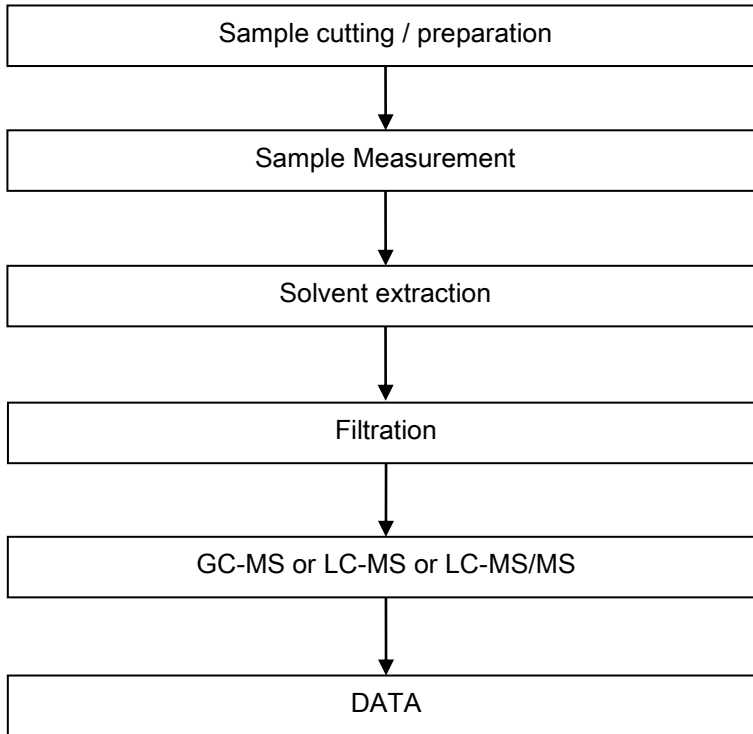 Sample cutting / preparation
Sample Measurement
Solvent extraction
Filtration
GC-MS or LC-MS or LC-MS/MS
DATA